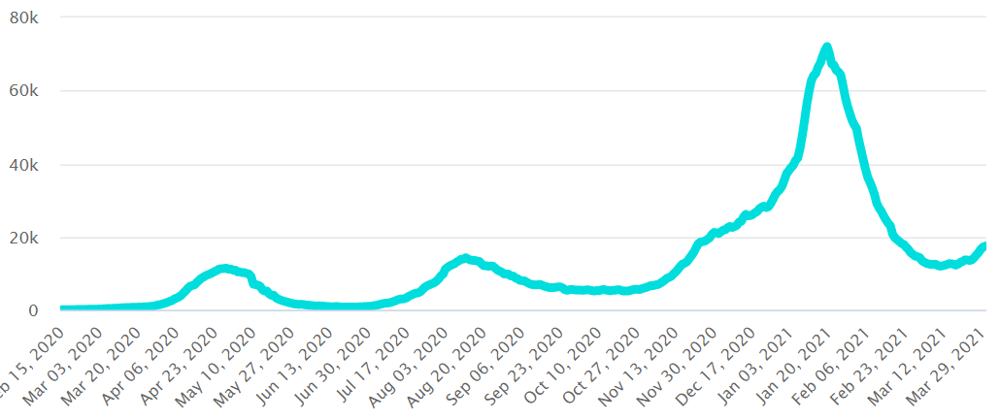 80k
60k
40k
20k
0
eb 15, 2020
Mar 03, 2020
Mar 20, 2020
Apr 06, 2020
Apr 23, 2020
May 10, 2020
May 27, 2020
Jun 13, 2020
Jun 30, 2020
Jul 17, 2020
Aug 03, 2020
Aug 20, 2020
Sep 06, 2020
Sep 23, 2020
Oct 10, 2020
Oct 27, 2020
Nov 13, 2020
Nov 30, 2020
Dec 17, 2020
Jan 03, 2021
Jan 20, 2021
Feb 06, 2021
Feb 23, 2021
Mar 12, 2021
Mar 29, 2021